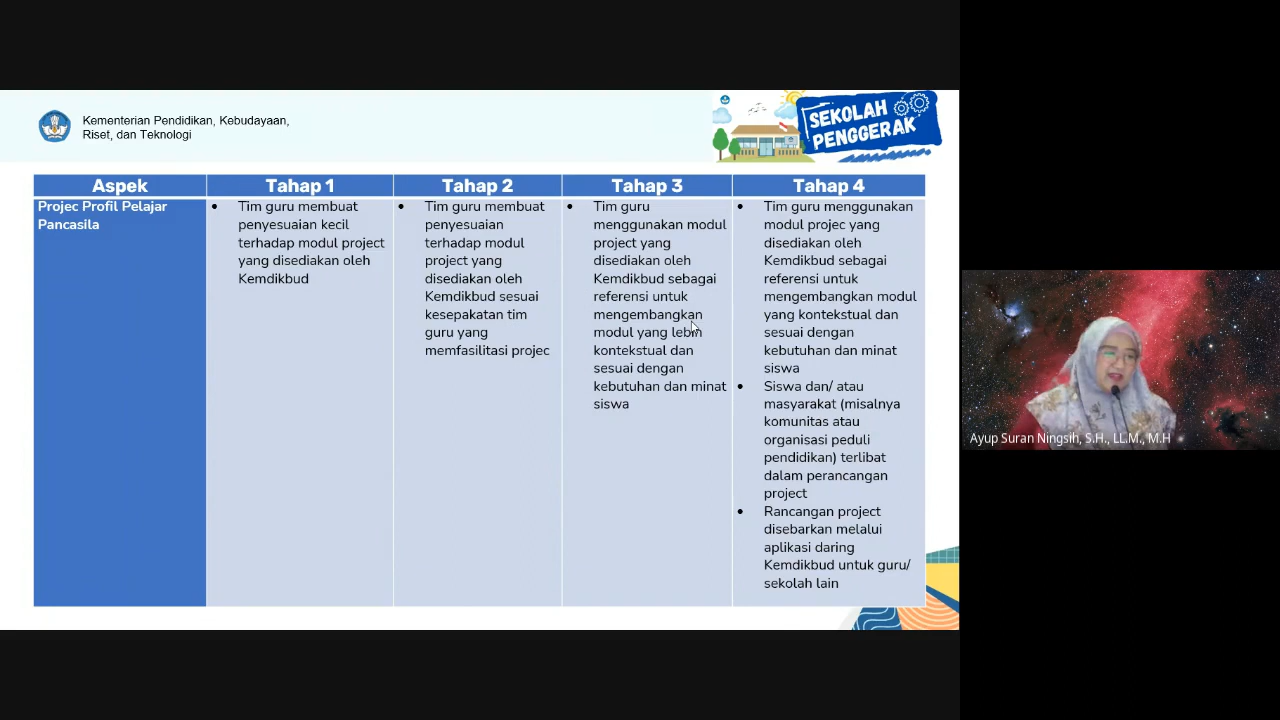 Kementerian Pendidikan, Kebudayaan,
Riset, dan Teknologi
SEKOLAH
PENGGERAK
Aspek
Tahap 1
Tahap 2
Tahap 3
Tahap 4
Projec Profil Pelajar
Pancasila
• Tim guru membuat
penyesuaian kecil
terhadap modul project
yang disediakan oleh
Kemdikbud
• Tim guru membuat
penyesuaian
terhadap modul
project yang
disediakan oleh
Kemdikbud sesuai
kesepakatan tim
guru yang
memfasilitasi projec
• Tim guru
menggunakan modul
project yang
disediakan oleh
Kemdikbud sebagai
referensi untuk
mengembangkan
modul yang lebih
kontekstual dan
sesuai dengan
kebutuhan dan minat
siswa
• Tim guru menggunakan
modul projec yang
disediakan oleh
Kemdikbud sebagai
referensi untuk
mengembangkan modul
yang kontekstual dan
sesuai dengan
kebutuhan dan minat
siswa
• Siswa dan/ atau
masyarakat (misalnya
komunitas atau
organisasi peduli
pendidikan) terlibat
dalam perancangan
project
• Rancangan project
disebarkan melalui
aplikasi daring
Kemdikbud untuk guru/
sekolah lain
Ayup Suran Ningsih, S.H., LL.M., M.H